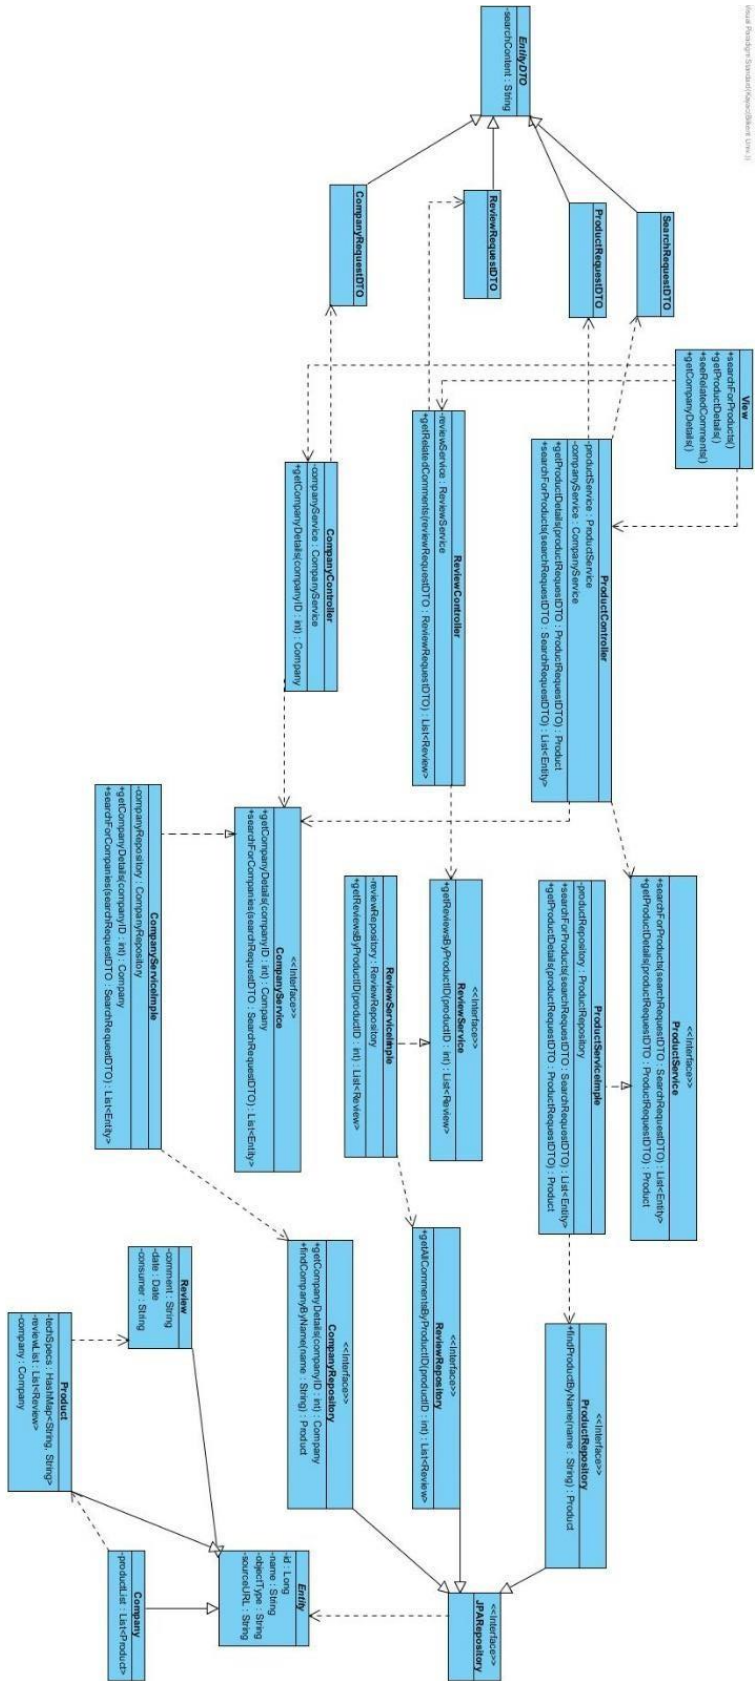 Visual Paradigm Standard(Kapsc(Bilkent Univ.))
EntityDTO
-searchContent : String
SearchRequestDTO
ProductRequestDTO
ReviewRequestDTO
CompanyRequestDTO
View
+searchForProducts()
+getProductDetails()
+seeRelatedComments()
+getCompanyDetails()
ProductController
-productService : ProductService
-companyService : CompanyService
+getProductDetails(productRequestDTO : ProductRequestDTO) : Product
+searchForProducts(searchRequestDTO : SearchRequestDTO) : List<Entity>
ReviewController
-reviewService : ReviewService
+getRelatedComments(reviewRequestDTO : ReviewRequestDTO) : List<Review>
CompanyController
-companyService : CompanyService
+getCompanyDetails(companyID : int) : Company
<<Interface>>
ProductService
+searchForProducts(searchRequestDTO : SearchRequestDTO) : List<Entity>
+getProductDetails(productRequestDTO : ProductRequestDTO) : Product
ProductServiceImple
-productRepository : ProductRepository
+searchForProducts(searchRequestDTO : SearchRequestDTO) : List<Entity>
+getProductDetails(productRequestDTO : ProductRequestDTO) : Product
<<Interface>>
ReviewService
+getReviewsByProductID(productID : int) : List<Review>
ReviewServiceImple
-reviewRepository : ReviewRepository
+getReviewsByProductID(productID : int) : List<Review>
<<Interface>>
CompanyService
+getCompanyDetails(companyID : int) : Company
+searchForCompanies(searchRequestDTO : SearchRequestDTO) : List<Entity>
CompanyServiceImple
-companyRepository : CompanyRepository
+getCompanyDetails(companyID : int) : Company
+searchForCompanies(searchRequestDTO : SearchRequestDTO) : List<Entity>
<<Interface>>
ProductRepository
+findProductByName(name : String) : Product
<<Interface>>
ReviewRepository
+getAllCommentsByProductID(productID : int) : List<Review>
<<Interface>>
CompanyRepository
+getCompanyDetails(companyID : int) : Company
+findCompanyByName(name : String) : Product
Review
-comment : String
-date : Date
-consumer : String
Product
-techSpecs : HashMap<String, String>
-reviewList : List<Review>
-company : Company
<<Interface>>
JPARepository
Entity
-id : Long
-name : String
-objectType : String
-sourceURL : String
Company
-productList : List<Product>